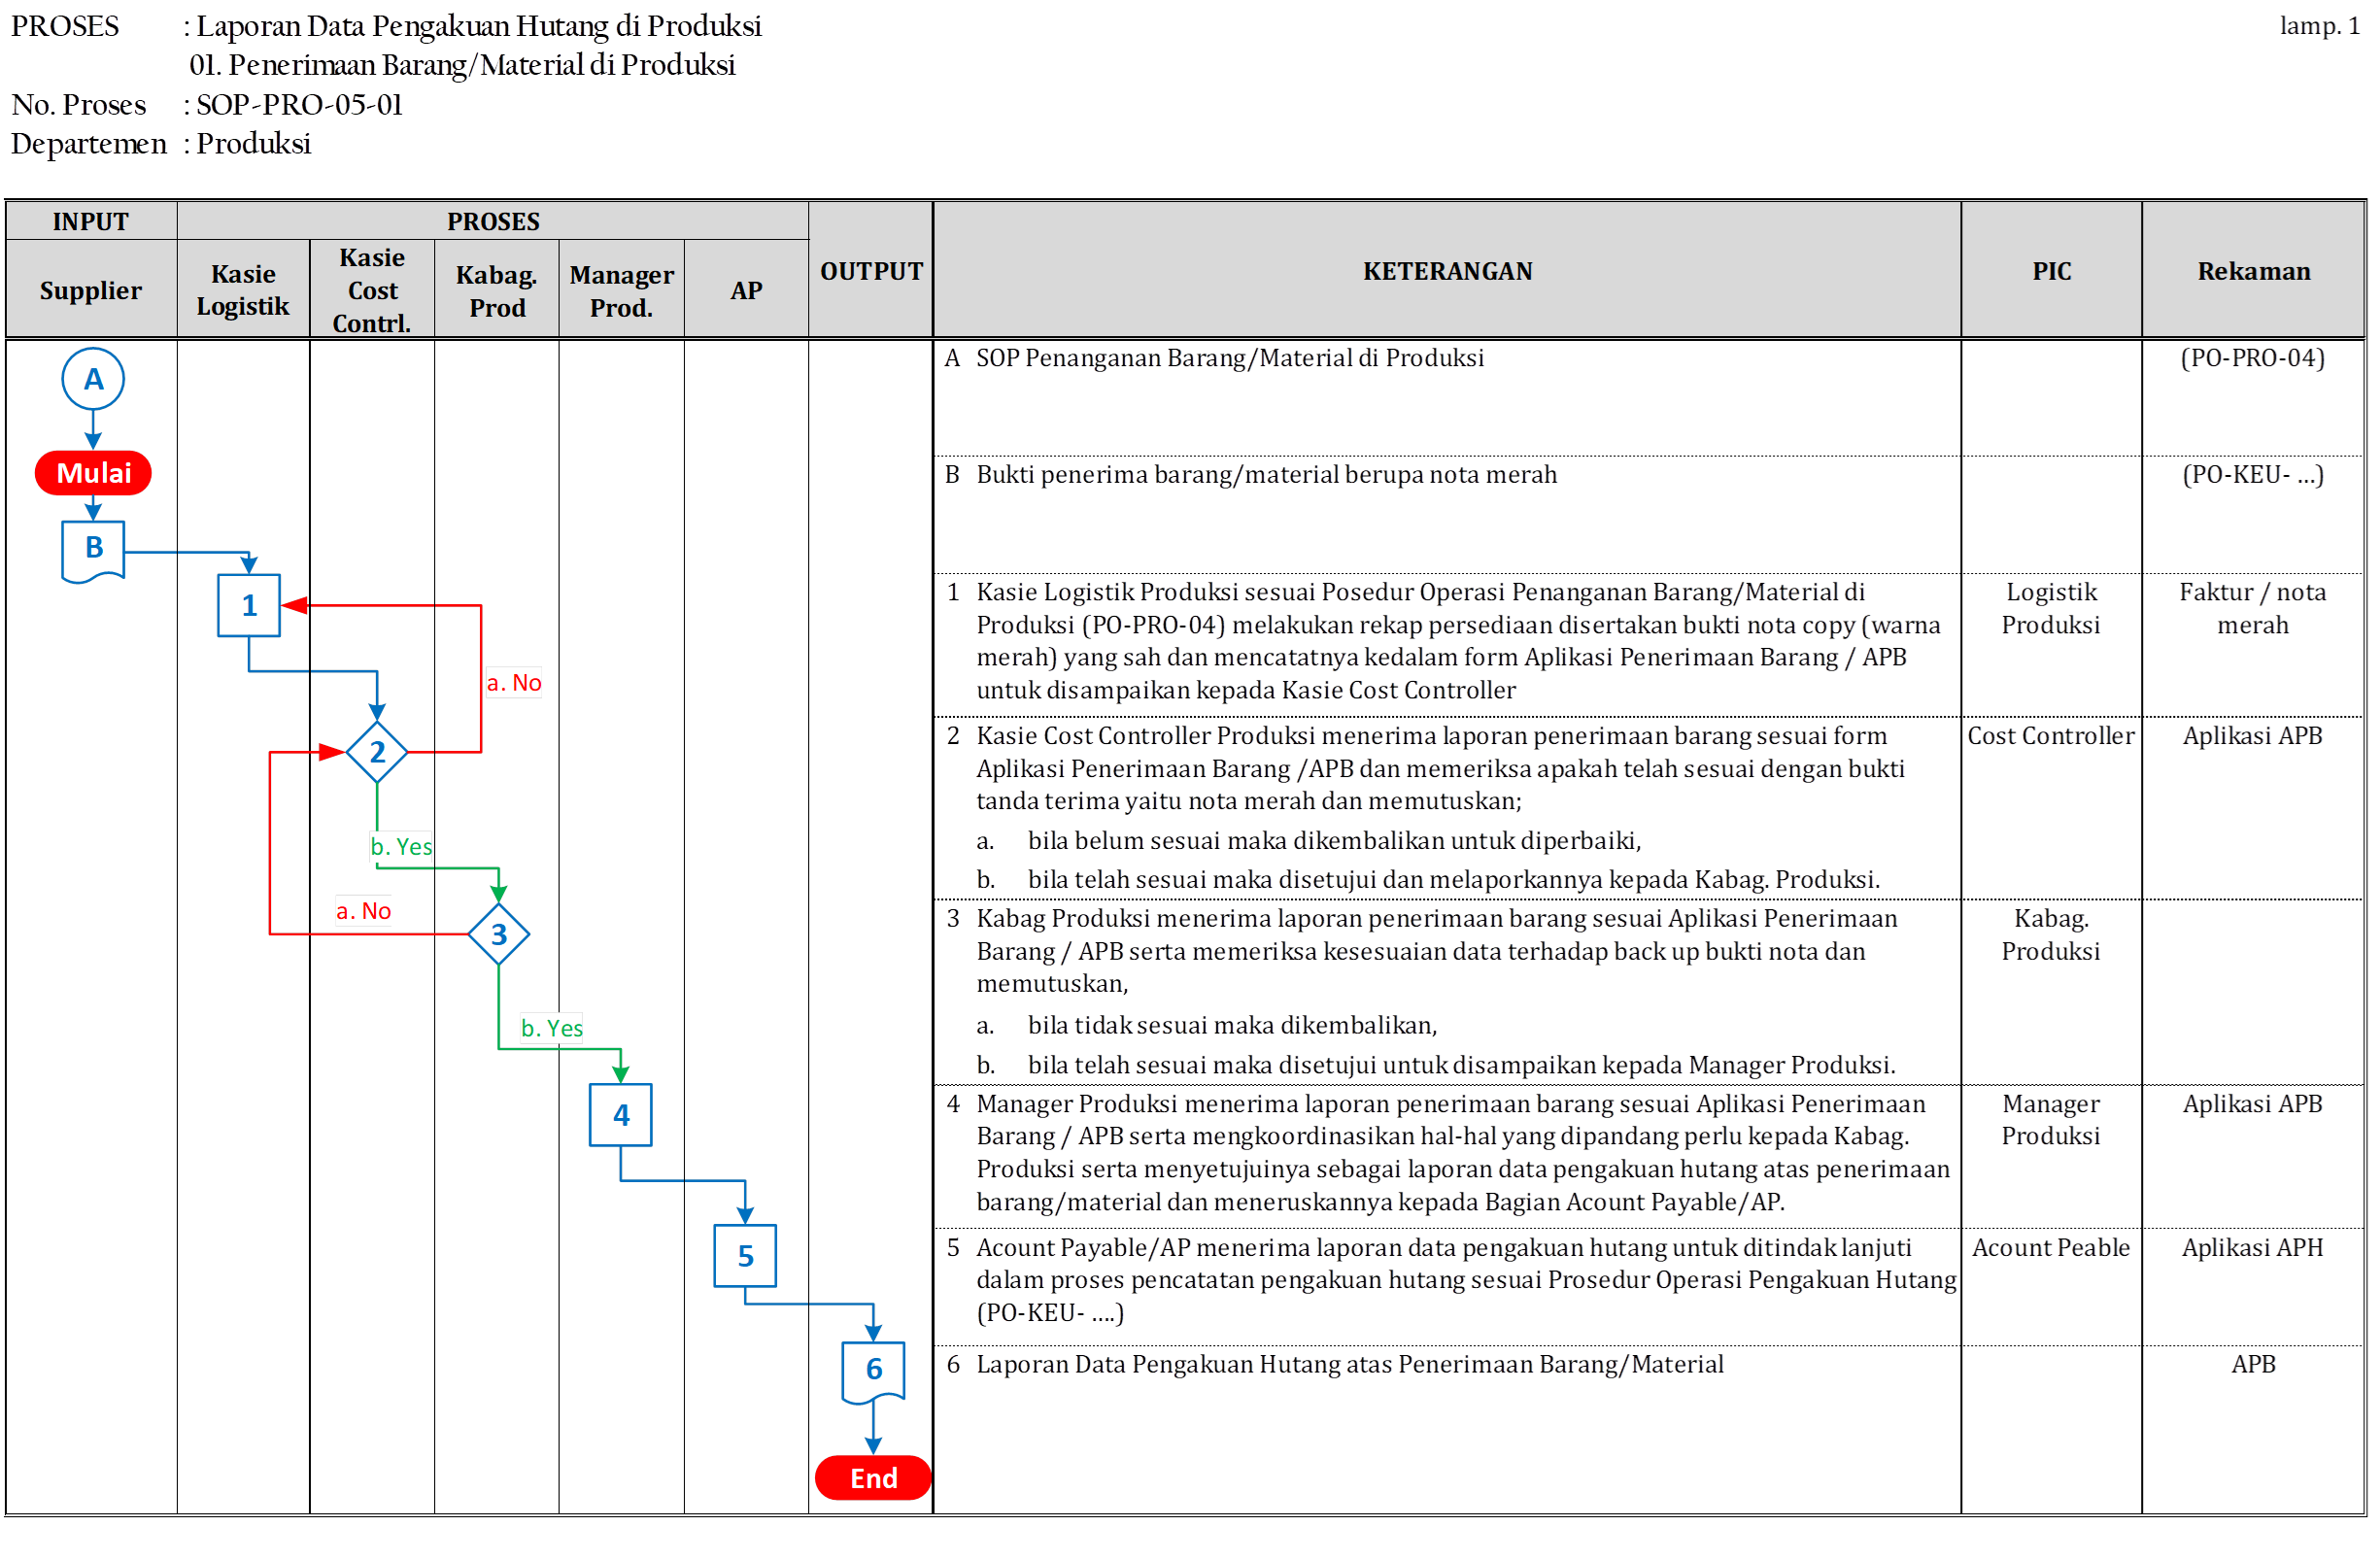 PROSES : Laporan Data Pengakuan Hutang di Produksi
01. Penerimaan Barang/Material di Produksi
No. Proses : SOP-PRO-05-01
Departemen : Produksi
lamp. 1
INPUT
PROSES
OUTPUT
KETERANGAN
PIC
Rekaman
Supplier
Kasie
Logistik
Kasie
Cost
Contrl.
Kabag.
Prod
Manager
Prod.
AP
A
Mulai
B
1
a. No
2
b. Yes
a. No
3
b. Yes
4
5
6
End
A SOP Penanganan Barang/Material di Produksi
(PO-PRO-04)
B Bukti penerima barang/material berupa nota merah
(PO-KEU- ...)
1 Kasie Logistik Produksi sesuai Posedur Operasi Penanganan Barang/Material di
Produksi (PO-PRO-04) melakukan rekap persediaan disertakan bukti nota copy (warna
merah) yang sah dan mencatatnya kedalam form Aplikasi Penerimaan Barang / APB
untuk disampaikan kepada Kasie Cost Controller
Logistik
Produksi
Faktur / nota
merah
2 Kasie Cost Controller Produksi menerima laporan penerimaan barang sesuai form
Aplikasi Penerimaan Barang /APB dan memeriksa apakah telah sesuai dengan bukti
tanda terima yaitu nota merah dan memutuskan;
a. bila belum sesuai maka dikembalikan untuk diperbaiki,
b. bila telah sesuai maka disetujui dan melaporkannya kepada Kabag. Produksi.
Cost Controller
Aplikasi APB
3 Kabag Produksi menerima laporan penerimaan barang sesuai Aplikasi Penerimaan
Barang / APB serta memeriksa kesesuaian data terhadap back up bukti nota dan
memutuskan,
a. bila tidak sesuai maka dikembalikan,
b. bila telah sesuai maka disetujui untuk disampaikan kepada Manager Produksi.
Kabag.
Produksi
4 Manager Produksi menerima laporan penerimaan barang sesuai Aplikasi Penerimaan
Barang / APB serta mengkoordinasikan hal-hal yang dipandang perlu kepada Kabag.
Produksi serta menyetujuinya sebagai laporan data pengakuan hutang atas penerimaan
barang/material dan meneruskannya kepada Bagian Acount Payable/AP.
Manager
Produksi
Aplikasi APB
5 Acount Payable/AP menerima laporan data pengakuan hutang untuk ditindak lanjuti
dalam proses pencatatan pengakuan hutang sesuai Prosedur Operasi Pengakuan Hutang
(PO-KEU- ....)
Acount Peable
Aplikasi APH
6 Laporan Data Pengakuan Hutang atas Penerimaan Barang/Material
APB